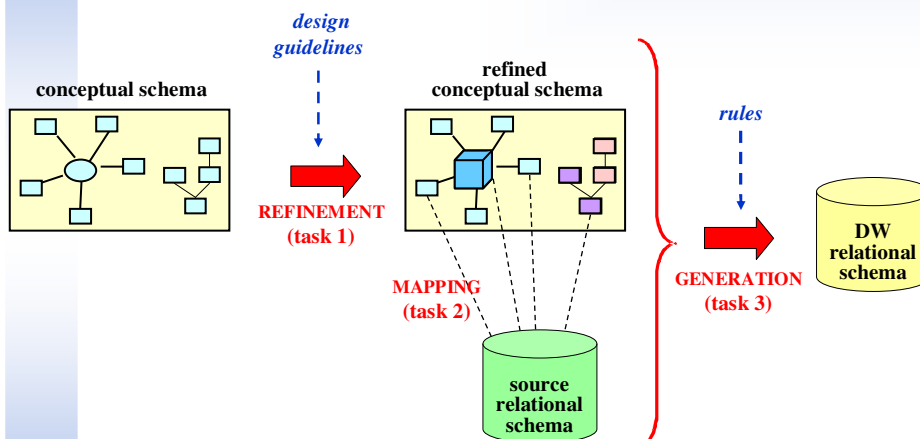 design
guidelines
conceptual schema
refined
conceptual schema
rules
REFINEMENT
(task 1)
MAPPING
(task 2)
GENERATION
(task 3)
DW
relational
schema
source
relational
schema